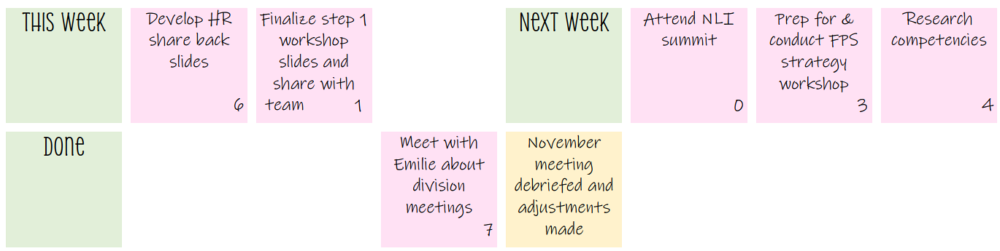 THIS WEEK
Develop HR
share back
slides
6
Finalize step 1
workshop
slides and
share with
team 1
NEXT WEEK
Attend NLI
summit
0
Prep for &
conduct FPS
strategy
workshop
3
Research
competencies
4
DONE
Meet with
Emilie about
division
meetings
7
November
meeting
debriefed and
adjustments
made